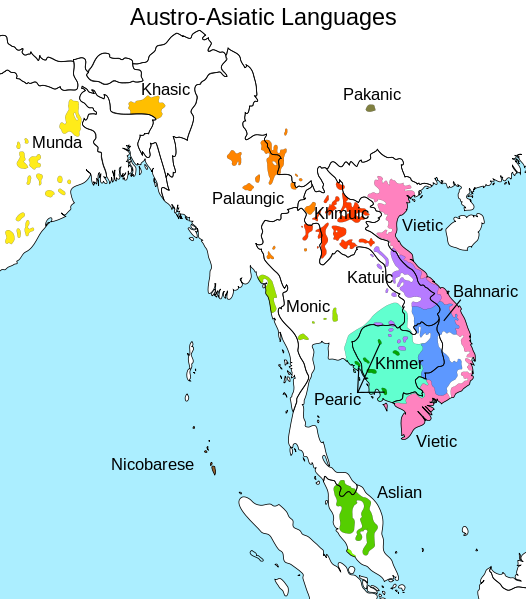 Austro-Asiatic Languages
Khasic
Pakanic
Munda
Palaungic
Khmuic
Vietic
Katuic
Bahnaric
Monic
Khmer
Pearic
Vietic
Nicobarese
Aslian